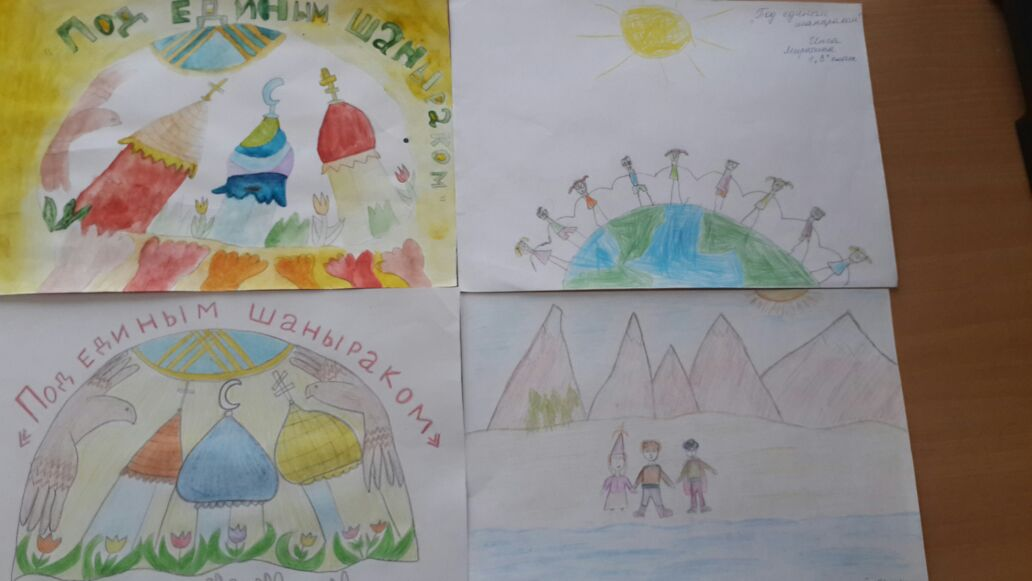 "Под единым шаныраком"
"Под единым
шаныраком"
«Под единым шаныраком»